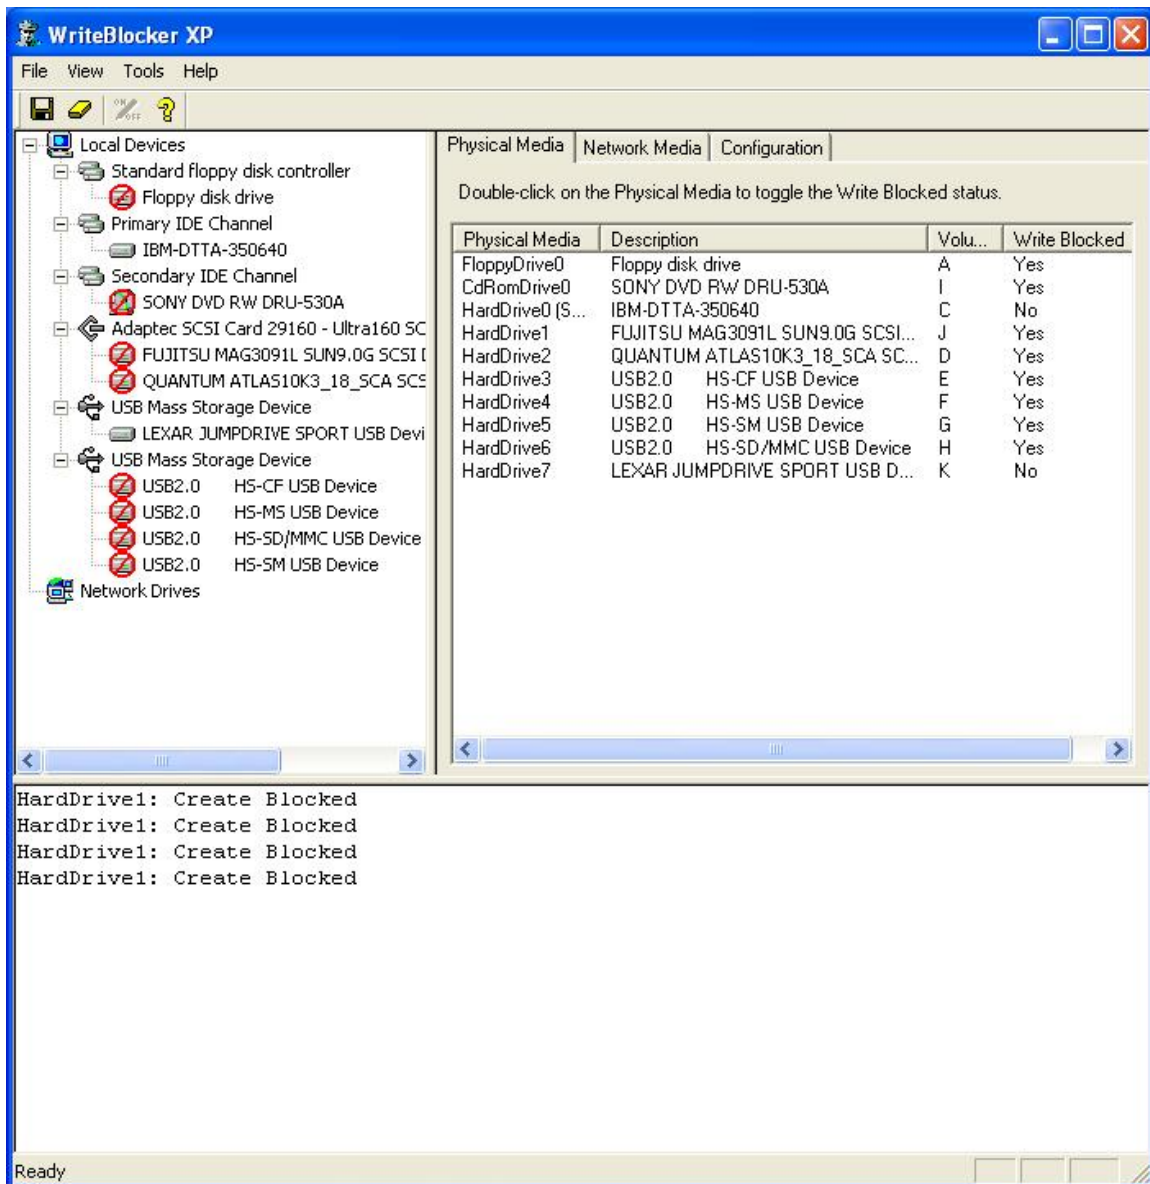 WriteBlocker XP
File View Tools Help
ON OFF
Local Devices
Standard floppy disk controller
Floppy disk drive
Primary IDE Channel
IBM-DTTA-350640
Secondary IDE Channel
SONY DVD RW DRU-530A
Adaptec SCSI Card 29160 - Ultra160 SC
FUJITSU MAG3091L SUN9.0G SCSI
QUANTUM ATLAS10K3_18_SCA SCS
USB Mass Storage Device
LEXAR JUMPDRIVE SPORT USB Devi
USB Mass Storage Device
USB2.0 HS-CF USB Device
USB2.0 HS-MS USB Device
USB2.0 HS-SD/MMC USB Device
USB2.0 HS-SM USB Device
Network Drives
Physical Media Network Media Configuration
Double-click on the Physical Media to toggle the Write Blocked status.
Physical Media Description Volu... Write Blocked
FloppyDrive0 Floppy disk drive A Yes
CdRomDrive0 SONY DVD RW DRU-530A I Yes
HardDrive0 (S... IBM-DTTA-350640 C No
HardDrive1 FUJITSU MAG3091L SUN9.0G SCSI... J Yes
HardDrive2 QUANTUM ATLAS10K3_18_SCA SC... D Yes
HardDrive3 USB2.0 HS-CF USB Device E Yes
HardDrive4 USB2.0 HS-MS USB Device F Yes
HardDrive5 USB2.0 HS-SM USB Device G Yes
HardDrive6 USB2.0 HS-SD/MMC USB Device H Yes
HardDrive7 LEXAR JUMPDRIVE SPORT USB D... K No
HardDrive1: Create Blocked
HardDrive1: Create Blocked
HardDrive1: Create Blocked
HardDrive1: Create Blocked
Ready